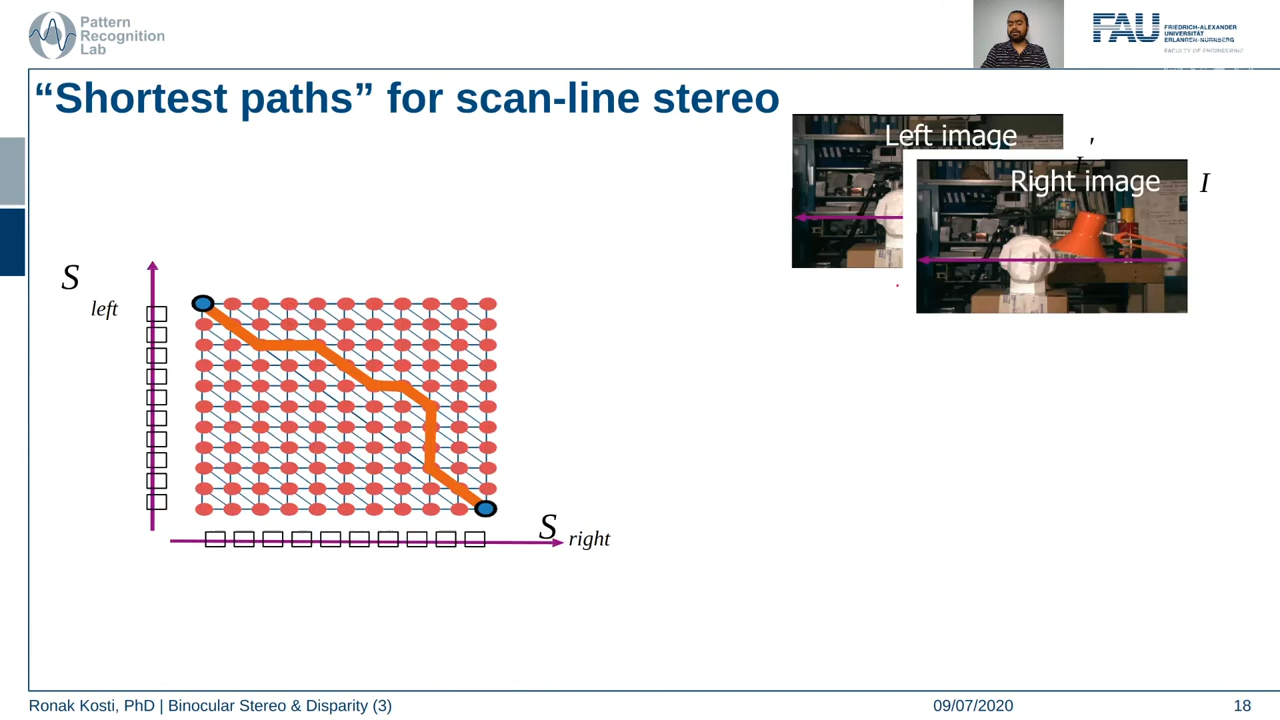 Pattern
Recognition
Lab
FAU
FRIEDRICH-ALEXANDER
UNIVERSITÄT
ERLANGEN-NÜRNBERG
FACULTY OF ENGINEERING
“Shortest paths” for scan-line stereo
Left image
I'
Right image
I
S left
S right
Ronak Kosti, PhD | Binocular Stereo & Disparity (3)
09/07/2020
18